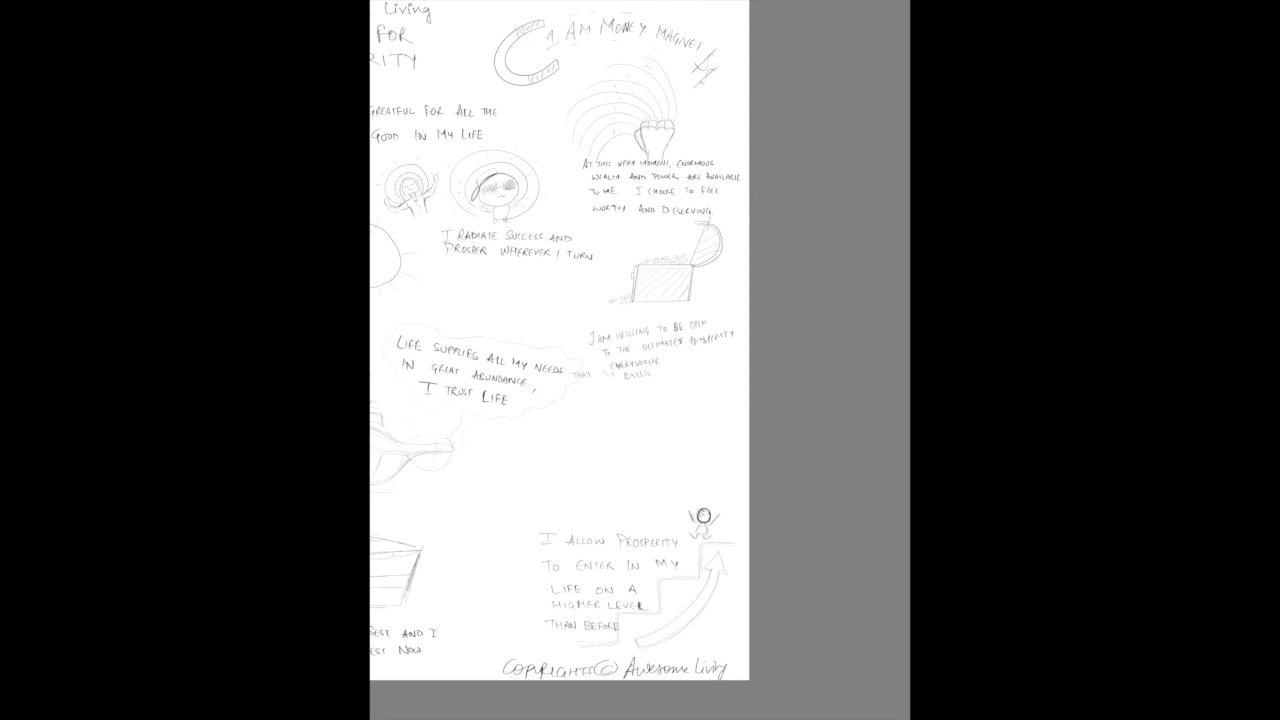 Living
FOR
RITY
I AM MONEY MAGNET
GREATFUL FOR ALL THE
GOOD IN MY LIFE
AT THIS VERY MOMENT, ENORMOUS
WEALTH AND POWER ARE AVAILABLE
TO ME. I CHOOSE TO FEEL
WORTHY AND DESERVING.
I RADIATE SUCCESS AND
PROSPER WHEREVER I TURN
I AM WILLING TO BE OPEN
TO THE ULTIMATE PROSPERITY
THAT
EVERYWHERE
LIFE SUPPLIES ALL MY NEEDS
IN GREAT ABUNDANCE,
I TRUST LIFE
I ALLOW PROSPERITY
TO ENTER IN MY
LIFE ON A
HIGHER LEVEL
THAN BEFORE
BEST AND I
EST NOW
COPYRIGHT © Awesome Living